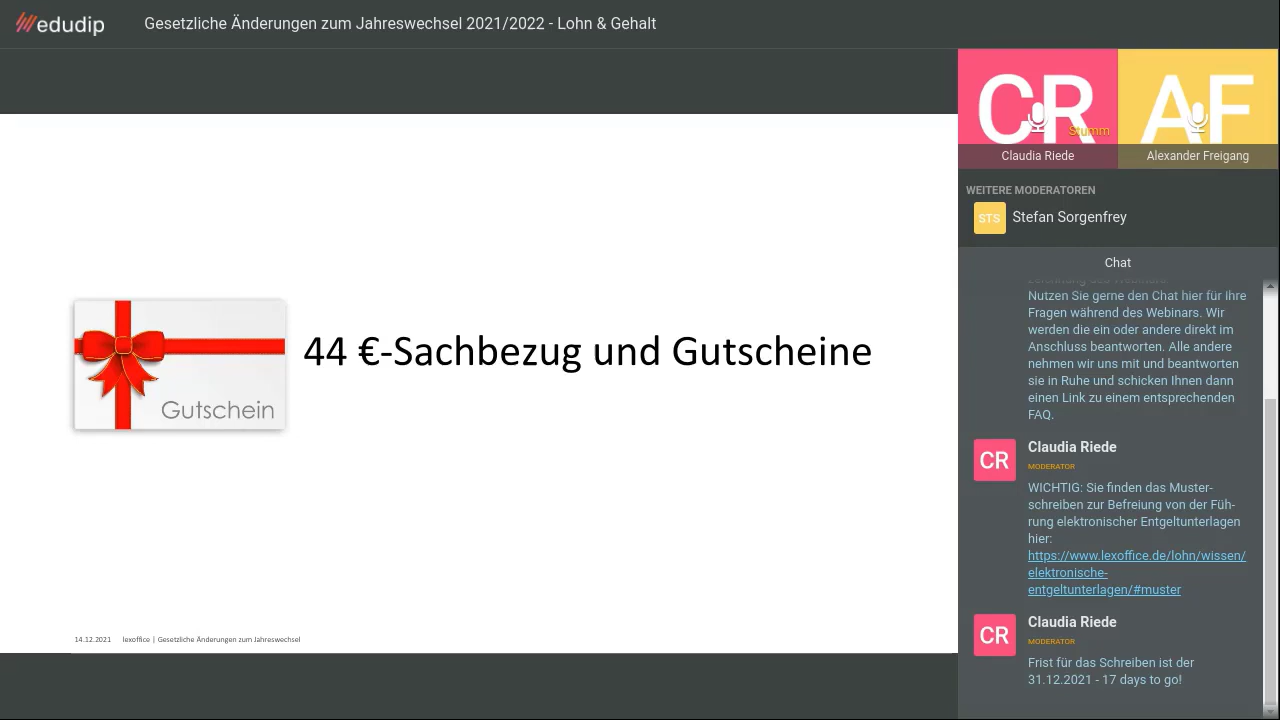 edudip
Gesetzliche Änderungen zum Jahreswechsel 2021/2022 - Lohn & Gehalt
CR
Stumm
Claudia Riede
AF
Alexander Freigang
WEITERE MODERATOREN
STS
Stefan Sorgenfrey
Chat
44 €-Sachbezug und Gutscheine
Gutschein
14.12.2021 lexoffice | Gesetzliche Änderungen zum Jahreswechsel
Nutzen Sie gerne den Chat hier für Ihre
Fragen während des Webinars. Wir
werden die ein oder andere direkt im
Anschluss beantworten. Alle andere
nehmen wir uns mit und beantworten
sie in Ruhe und schicken Ihnen dann
einen Link zu einem entsprechenden
FAQ.
CR
Claudia Riede
MODERATOR
WICHTIG: Sie finden das Muster-
schreiben zur Befreiung von der Füh-
rung elektronischer Entgeltunterlagen
hier:
https://www.lexoffice.de/lohn/wissen/
elektronische-
entgeltunterlagen/#muster
CR
Claudia Riede
MODERATOR
Frist für das Schreiben ist der
31.12.2021 - 17 days to go!